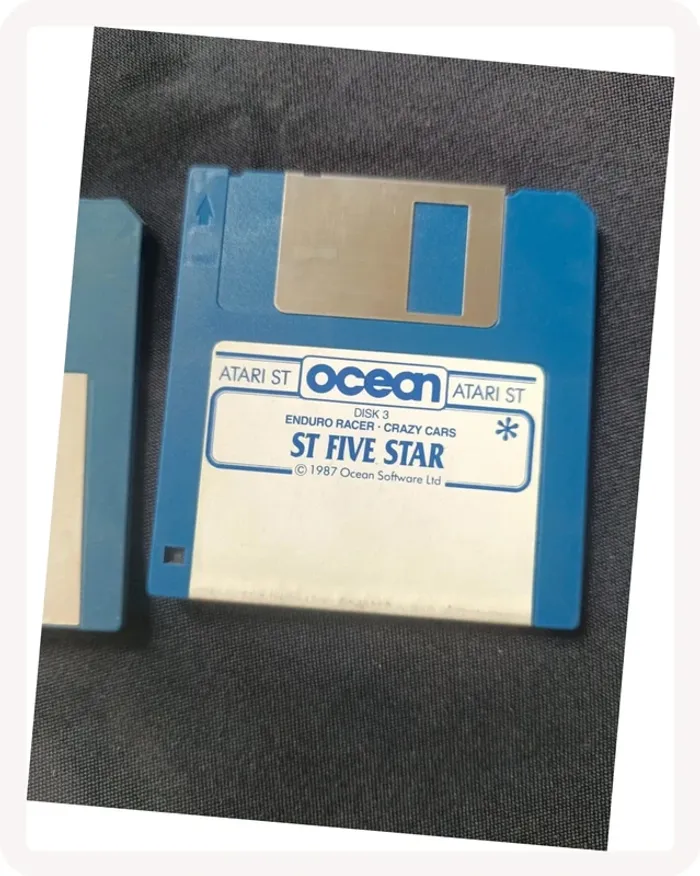 ATARI ST ocean ATARI ST
DISK 3
ENDURO RACER · CRAZY CARS *
ST FIVE STAR
© 1987 Ocean Software Ltd